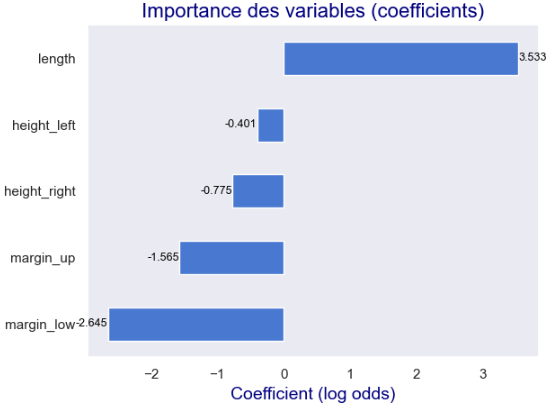 Importance des variables (coefficients)
length
3.533
height_left
-0.401
height_right
-0.775
margin_up
-1.565
margin_low
-2.645
−2 −1 0 1 2 3
Coefficient (log odds)